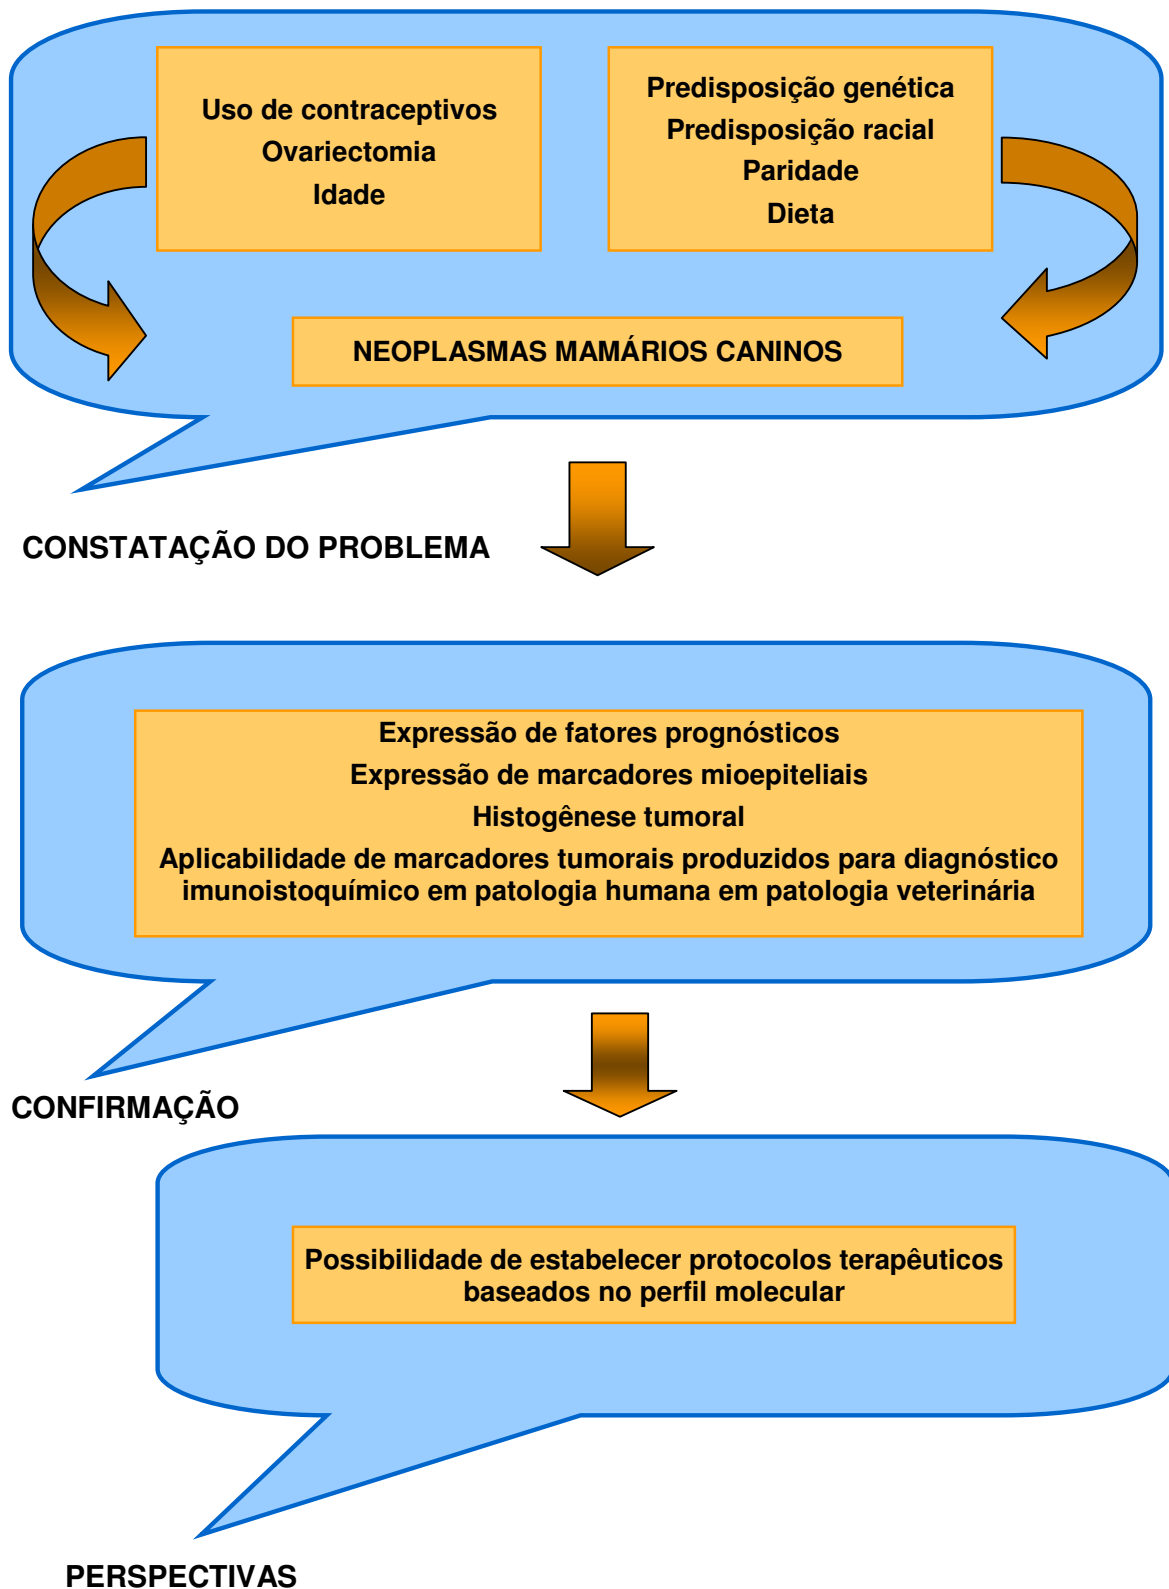 Uso de contraceptivos
Ovariectomia
Idade
Predisposição genética
Predisposição racial
Paridade
Dieta
NEOPLASMAS MAMÁRIOS CANINOS
CONSTATAÇÃO DO PROBLEMA
Expressão de fatores prognósticos
Expressão de marcadores mioepiteliais
Histogênese tumoral
Aplicabilidade de marcadores tumorais produzidos para diagnóstico
imunoistoquímico em patologia humana em patologia veterinária
CONFIRMAÇÃO
Possibilidade de estabelecer protocolos terapêuticos
baseados no perfil molecular
PERSPECTIVAS